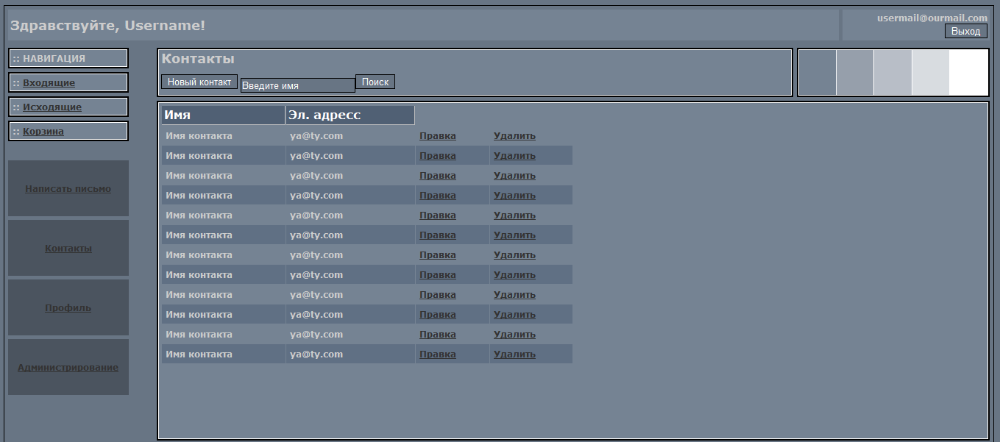 Здравствуйте, Username!
usermail@ourmail.com
Выход
:: НАВИГАЦИЯ
:: Входящие
:: Исходящие
:: Корзина
Написать письмо
Контакты
Профиль
Администрирование
Контакты
Новый контакт Введите имя Поиск
Имя Эл. адресс
Имя контакта ya@ty.com Правка Удалить
Имя контакта ya@ty.com Правка Удалить
Имя контакта ya@ty.com Правка Удалить
Имя контакта ya@ty.com Правка Удалить
Имя контакта ya@ty.com Правка Удалить
Имя контакта ya@ty.com Правка Удалить
Имя контакта ya@ty.com Правка Удалить
Имя контакта ya@ty.com Правка Удалить
Имя контакта ya@ty.com Правка Удалить
Имя контакта ya@ty.com Правка Удалить
Имя контакта ya@ty.com Правка Удалить
Имя контакта ya@ty.com Правка Удалить